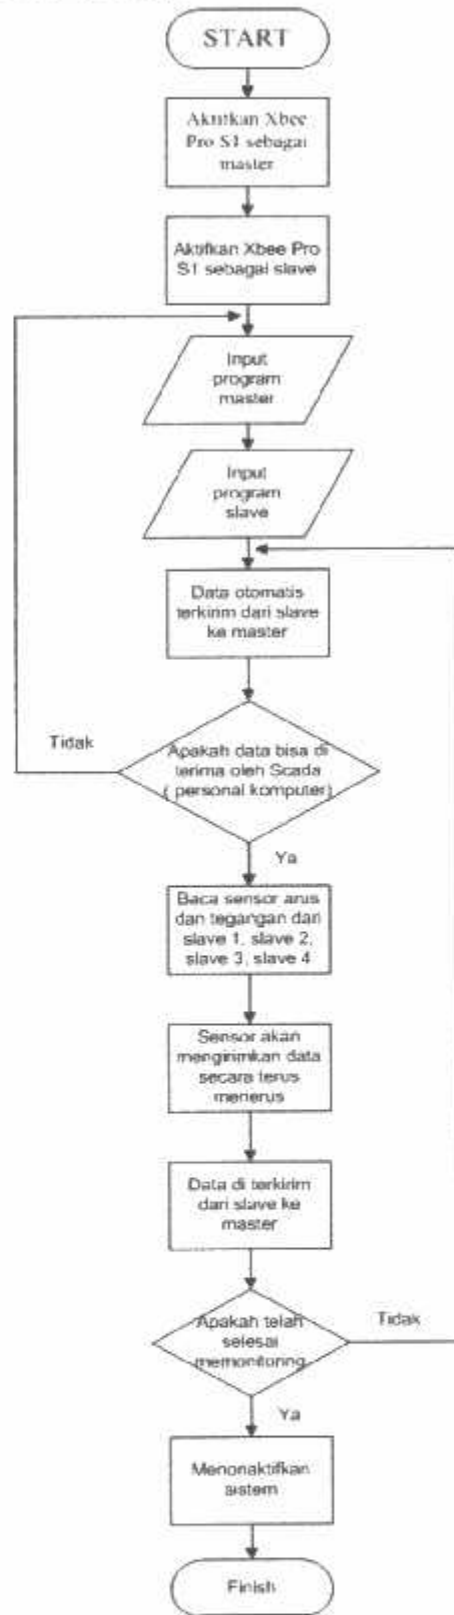 START
Aktifkan Xbee
Pro S1 sebagai
master
Aktifkan Xbee Pro
S1 sebagai slave
Input
program
master
Input
program
slave
Data otomatis
terkirim dari slave
ke master
Tidak
Apakah data bisa di
terima oleh Scada
( personal komputer)
Ya
Baca sensor arus
dan tegangan dari
slave 1, slave 2,
slave 3, slave 4
Sensor akan
mengirimkan data
secara terus
menerus
Data di terkirim
dari slave ke
master
Apakah telah
selesai
memonitoring
Tidak
Ya
Menonaktifkan
sistem
Finish